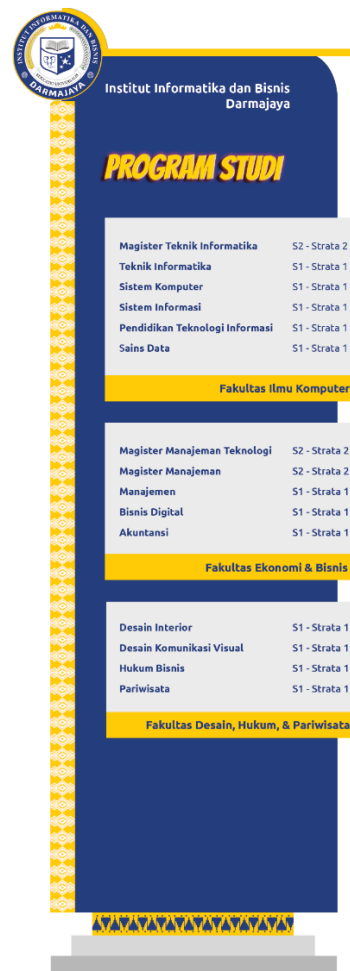 INSTITUT INFORMATIKA DAN BISNIS
DARMAJAYA
Institut Informatika dan Bisnis
Darmajaya
PROGRAM STUDI
Magister Teknik Informatika S2 - Strata 2
Teknik Informatika S1 - Strata 1
Sistem Komputer S1 - Strata 1
Sistem Informasi S1 - Strata 1
Pendidikan Teknologi Informasi S1 - Strata 1
Sains Data S1 - Strata 1
Fakultas Ilmu Komputer
Magister Manajeman Teknologi S2 - Strata 2
Magister Manajeman S2 - Strata 2
Manajemen S1 - Strata 1
Bisnis Digital S1 - Strata 1
Akuntansi S1 - Strata 1
Fakultas Ekonomi & Bisnis
Desain Interior S1 - Strata 1
Desain Komunikasi Visual S1 - Strata 1
Hukum Bisnis S1 - Strata 1
Pariwisata S1 - Strata 1
Fakultas Desain, Hukum, & Pariwisata